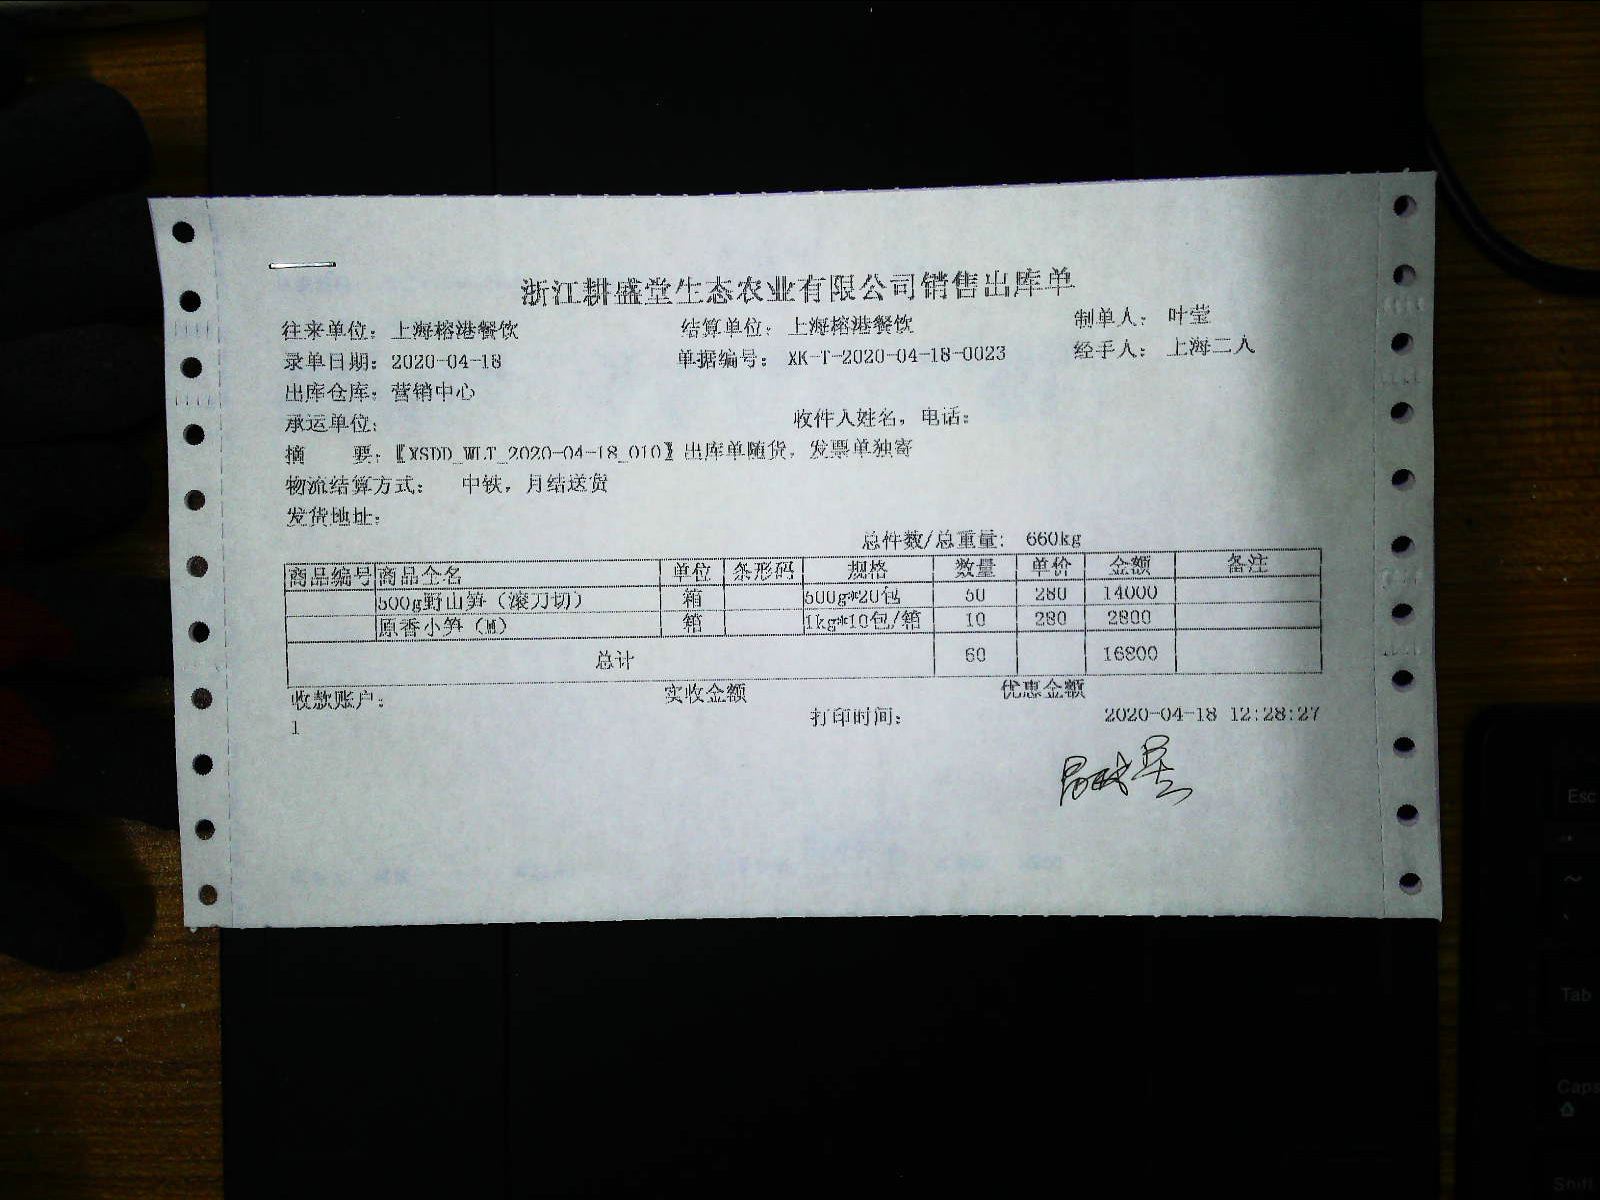 浙江耕盛堂生态农业有限公司销售出库单
往来单位：上海榕港餐饮 结算单位：上海榕港餐饮 制单人：叶莹
录单日期：2020-04-18 单据编号：XK-T-2020-04-18-0023 经手人：上海二人
出库仓库：营销中心
承运单位： 收件人姓名，电话：
摘 要：【XSDD_WLT_2020-04-18_010】出库单随货，发票单独寄
物流结算方式： 中铁，月结送货
发货地址：
总件数/总重量： 660kg
商品编号 商品全名 单位 条形码 规格 数量 单价 金额 备注
500g野山笋（滚刀切） 箱 500g*20包 50 280 14000
原香小笋（M） 箱 1kg*10包/箱 10 280 2800
总计 60 16800
收款账户： 实收金额 优惠金额
1 打印时间： 2020-04-18 12:28:27
Esc
~
Tab
Caps
Shift